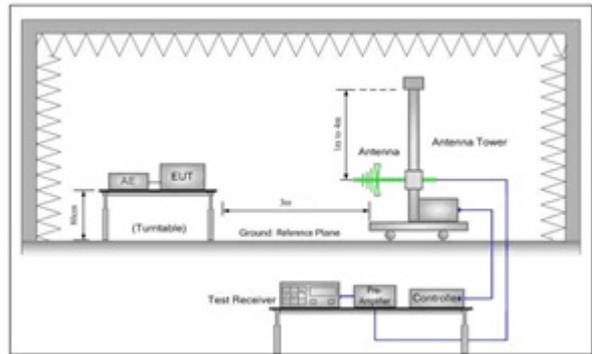 1m to 4m
Antenna
Antenna Tower
AE
EUT
80cm
(Turntable)
3m
Ground Reference Plane
Test Receiver
Pre-
Amplifier
Controller